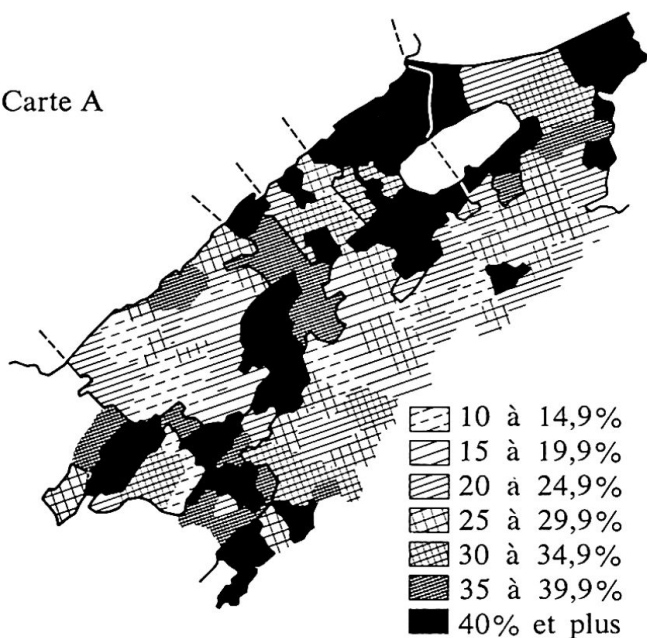 Carte A
10 à 14,9%
15 à 19,9%
20 à 24,9%
25 à 29,9%
30 à 34,9%
35 à 39,9%
40% et plus